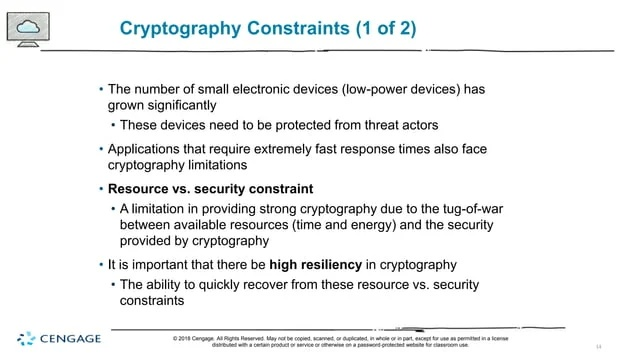 Cryptography Constraints (1 of 2)
• The number of small electronic devices (low-power devices) has
grown significantly
• These devices need to be protected from threat actors
• Applications that require extremely fast response times also face
cryptography limitations
• Resource vs. security constraint
• A limitation in providing strong cryptography due to the tug-of-war
between available resources (time and energy) and the security
provided by cryptography
• It is important that there be high resiliency in cryptography
• The ability to quickly recover from these resource vs. security
constraints
CENGAGE
© 2018 Cengage. All Rights Reserved. May not be copied, scanned, or duplicated, in whole or in part, except for use as permitted in a license
distributed with a certain product or service or otherwise on a password-protected website for classroom use.